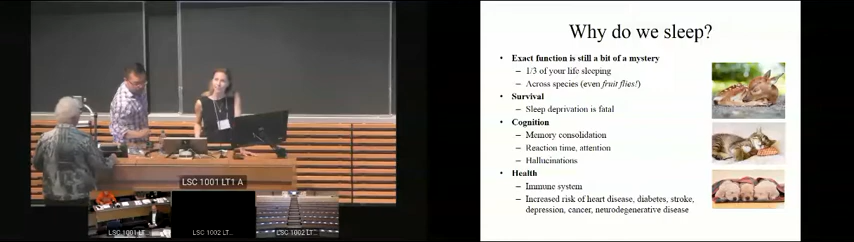 LSC 1001 LT1 A
LSC 1001 LT...
LSC 1002 LT...
LSC 1002 LT...
Why do we sleep?
• Exact function is still a bit of a mystery
– 1/3 of your life sleeping
– Across species (even fruit flies!)
• Survival
– Sleep deprivation is fatal
• Cognition
– Memory consolidation
– Reaction time, attention
– Hallucinations
• Health
– Immune system
– Increased risk of heart disease, diabetes, stroke,
depression, cancer, neurodegenerative disease